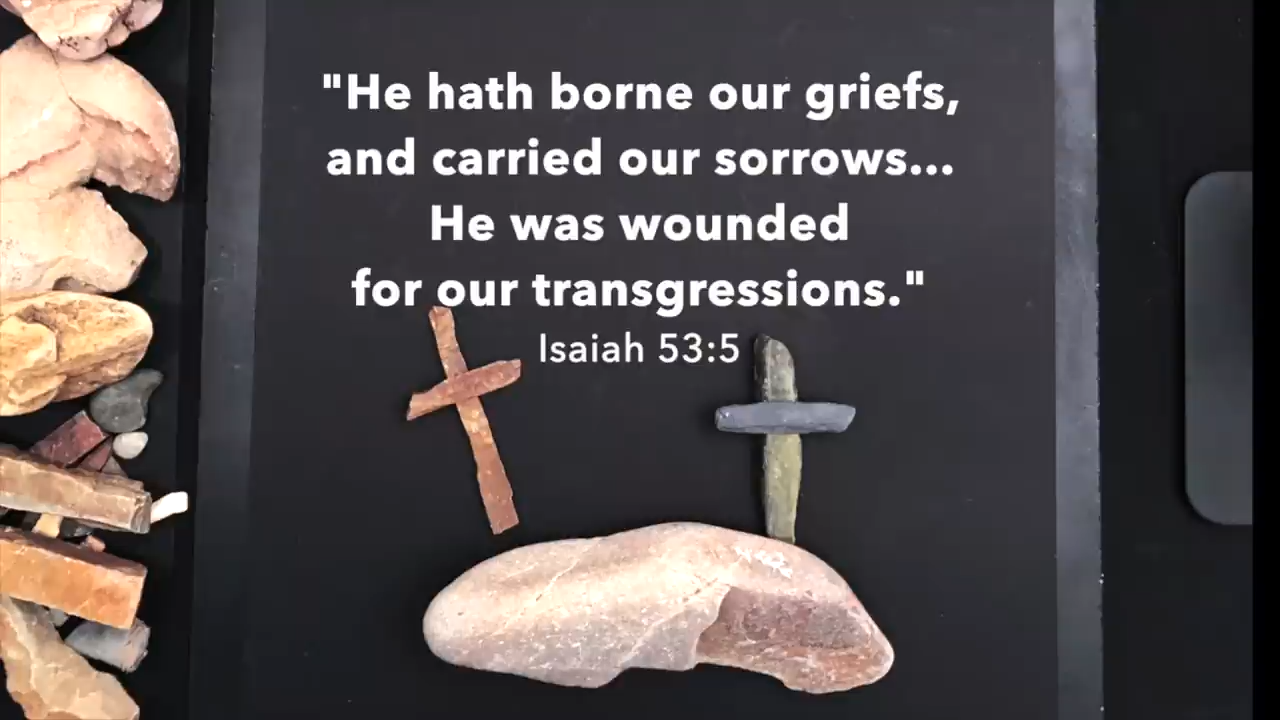 "He hath borne our griefs,
and carried our sorrows...
He was wounded
for our transgressions."
Isaiah 53:5